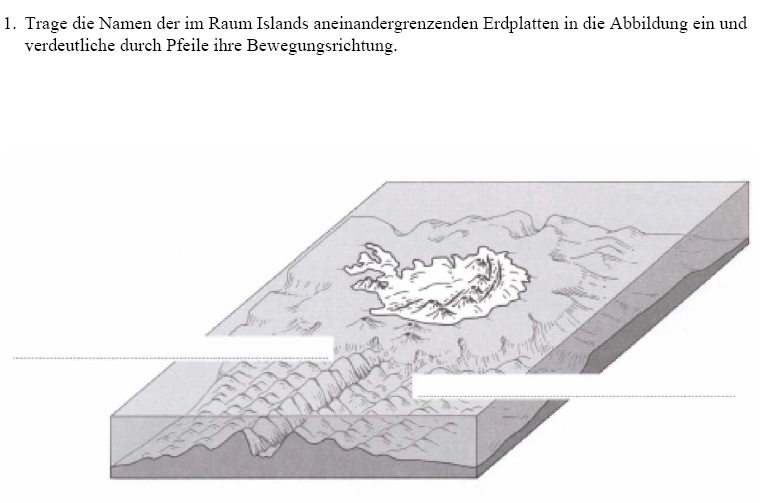 1. Trage die Namen der im Raum Islands aneinandergrenzenden Erdplatten in die Abbildung ein und
verdeutliche durch Pfeile ihre Bewegungsrichtung.